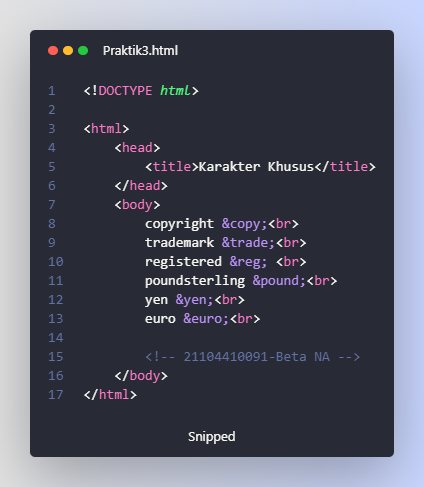 Praktik3.html
1 <!DOCTYPE html>
2
3 <html>
4     <head>
5         <title>Karakter Khusus</title>
6     </head>
7     <body>
8         copyright &copy;<br>
9         trademark &trade;<br>
10         registered &reg; <br>
11         poundsterling &pound;<br>
12         yen &yen;<br>
13         euro &euro;<br>
14
15         <!-- 21104410091-Beta NA -->
16     </body>
17 </html>
Snipped